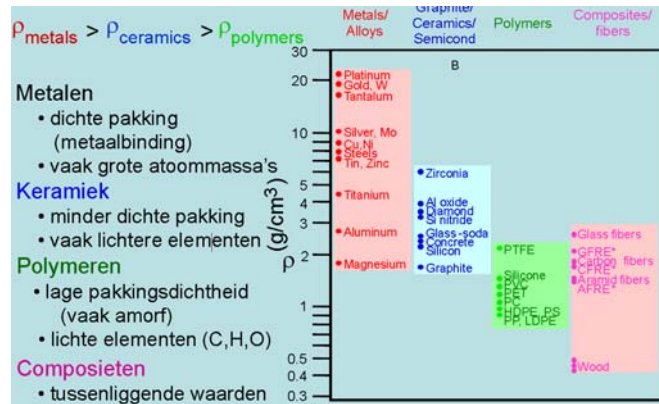 ρmetals > ρceramics > ρpolymers
Metalen
• dichte pakking
(metaalbinding)
• vaak grote atoommassa's
Keramiek
• minder dichte pakking
• vaak lichtere elementen
Polymeren
• lage pakkingsdichtheid
(vaak amorf)
• lichte elementen (C,H,O)
Composieten
• tussenliggende waarden
Metals/
Alloys
Graphite/
Ceramics/
Semicond
Polymers
Composites/
fibers
ρ (g/cm3)
30
20
10
5
4
3
2
1
0.5
0.4
0.3
B
Platinum
Gold, W
Tantalum
Silver, Mo
Cu,Ni
Steels
Tin, Zinc
Titanium
Aluminum
Magnesium
Zirconia
Al oxide
Diamond
Si nitride
Glass-soda
Concrete
Silicon
Graphite
PTFE
Silicone
PVC
PET
PC
HDPE, PS
PP, LDPE
Glass fibers
GFRE*
Carbon fibers
CFRE*
Aramid fibers
AFRE*
Wood